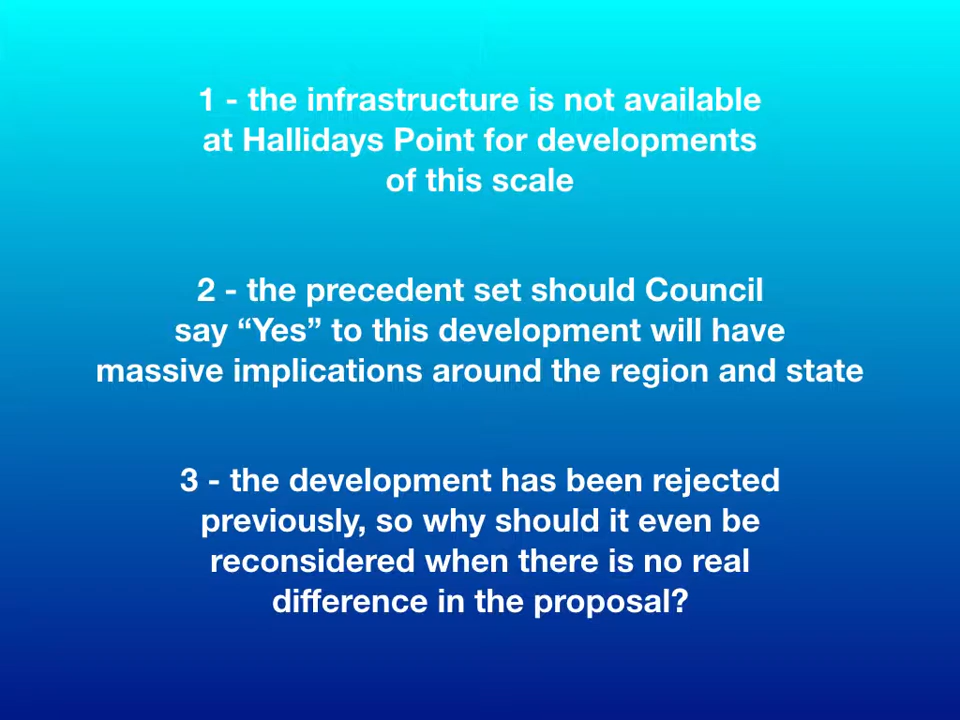 1 - the infrastructure is not available
at Hallidays Point for developments
of this scale
2 - the precedent set should Council
say “Yes” to this development will have
massive implications around the region and state
3 - the development has been rejected
previously, so why should it even be
reconsidered when there is no real
difference in the proposal?